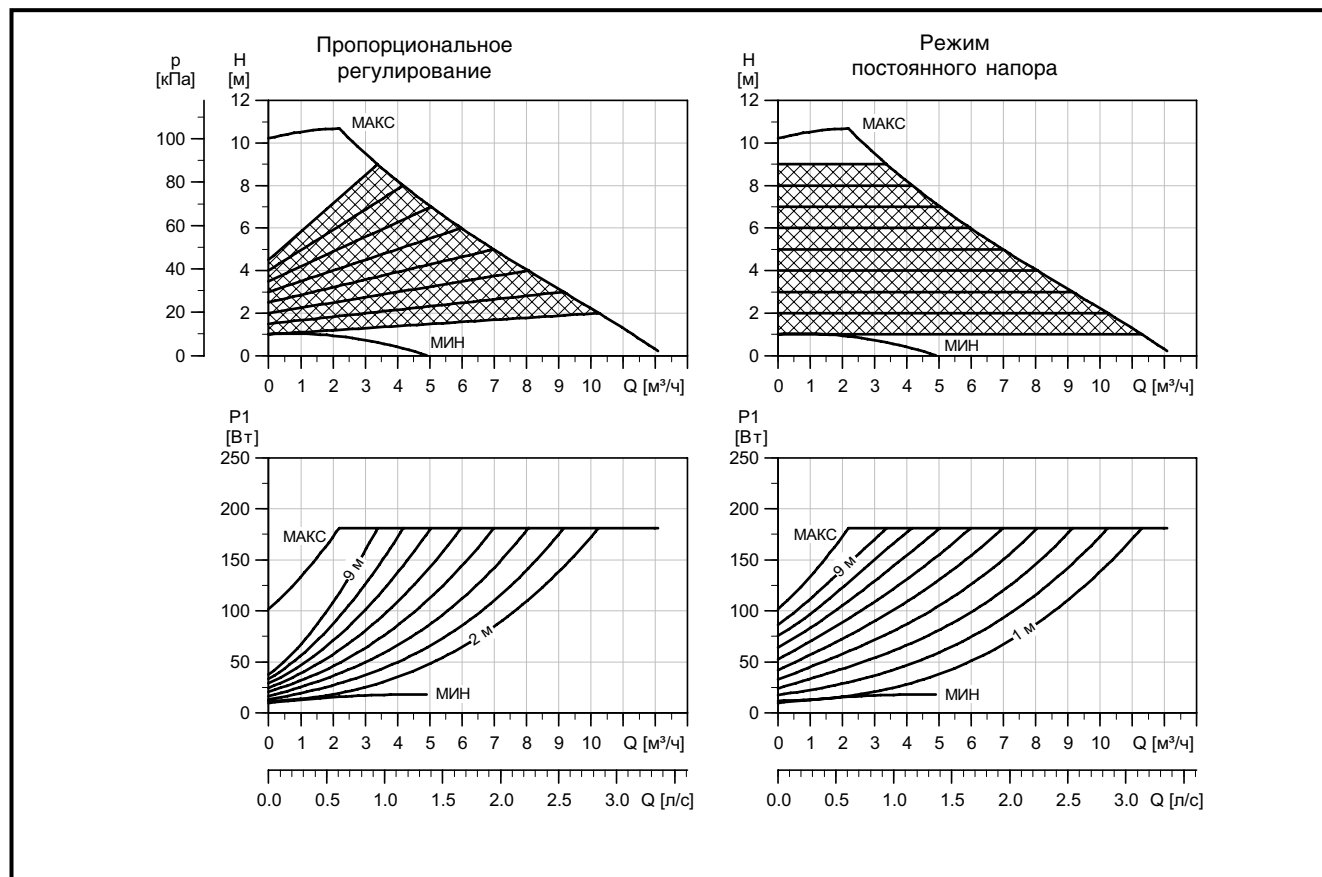 Пропорциональное
регулирование
p
[кПа]
H
[м]
12
10
8
6
4
2
0
100
80
60
40
20
0
МАКС
МИН
0 1 2 3 4 5 6 7 8 9 10 Q [м³/ч]
Режим
постоянного напора
H
[м]
12
10
8
6
4
2
0
МАКС
МИН
0 1 2 3 4 5 6 7 8 9 10 Q [м³/ч]
P1
[Вт]
250
200
150
100
50
0
МАКС
9 м
2 м
МИН
0 1 2 3 4 5 6 7 8 9 10 Q [м³/ч]
0.0 0.5 1.0 1.5 2.0 2.5 3.0 Q [л/с]
P1
[Вт]
250
200
150
100
50
0
МАКС
9 м
1 м
МИН
0 1 2 3 4 5 6 7 8 9 10 Q [м³/ч]
0.0 0.5 1.0 1.5 2.0 2.5 3.0 Q [л/с]